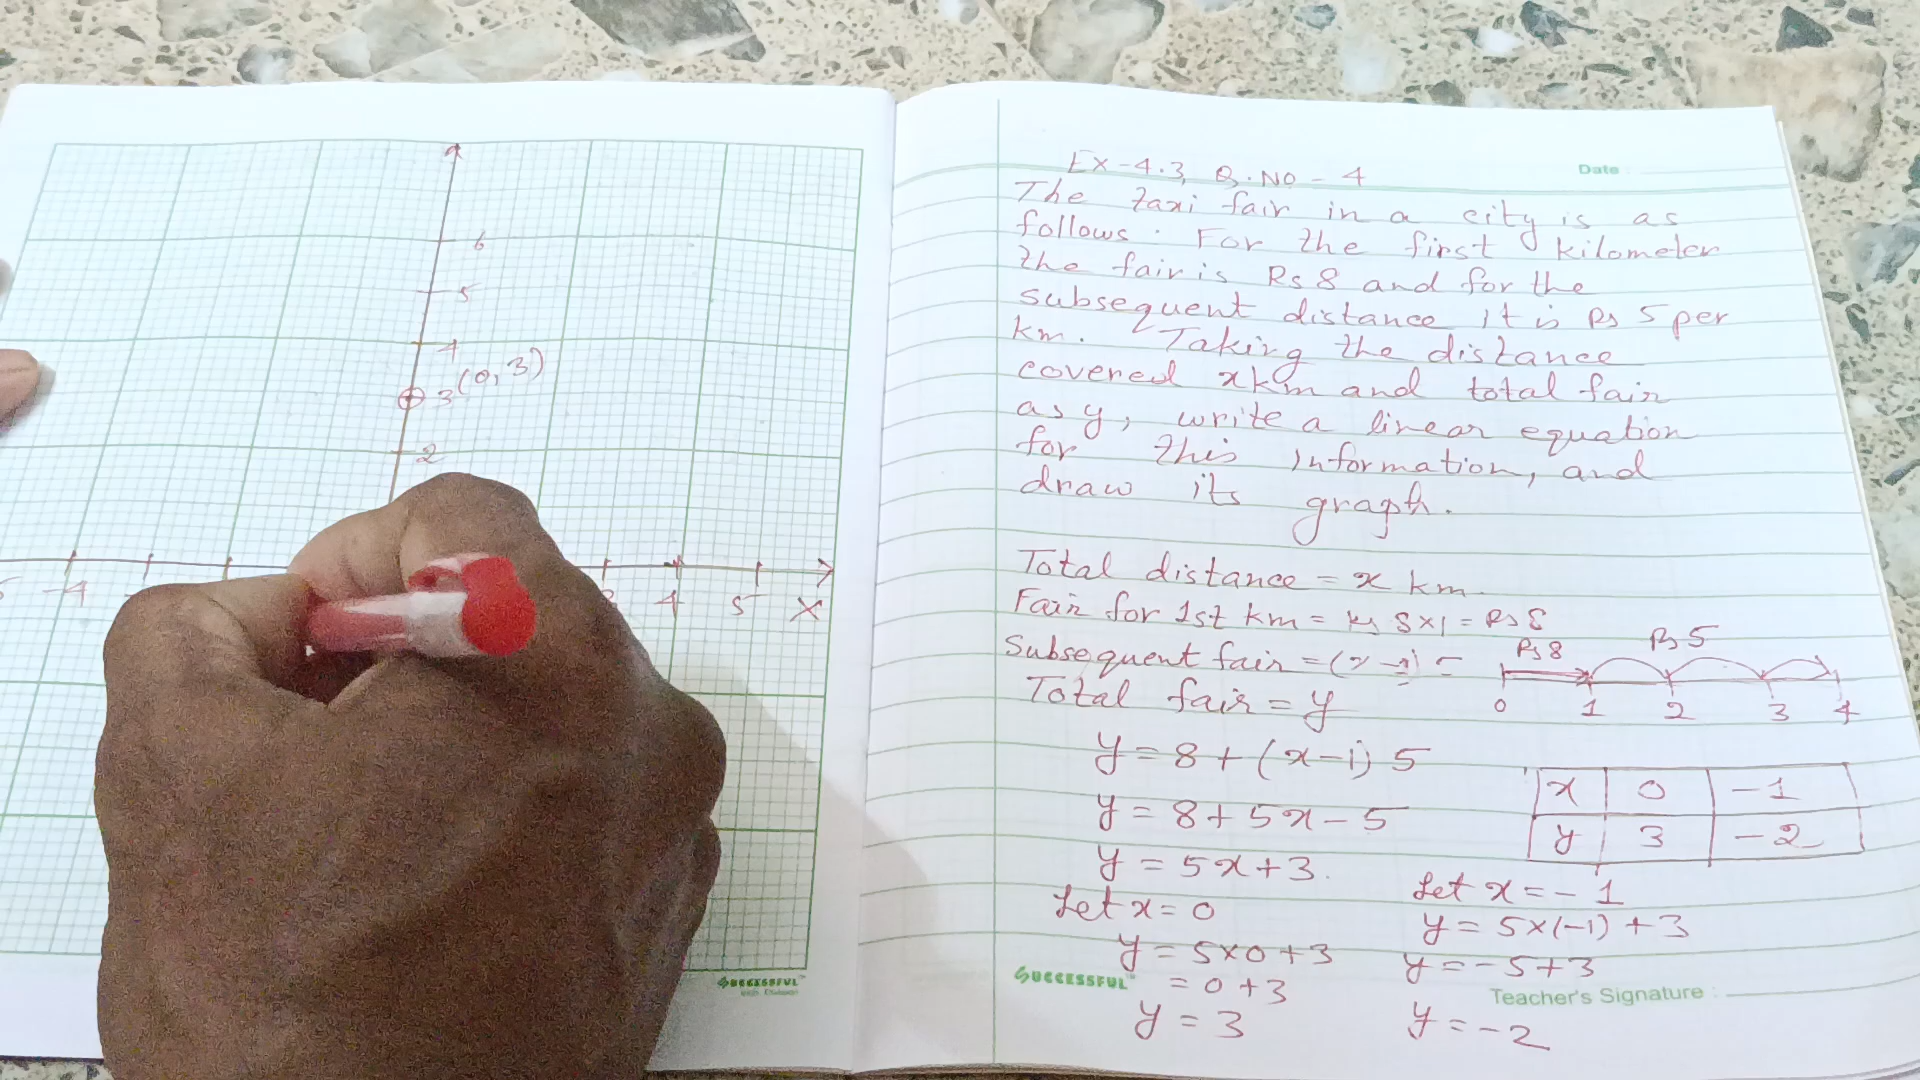 6
5
4
3 (0, 3)
2
-4
4 5 X
SUCCESSFUL
Ex-4.3, Q.NO-4
Date
The taxi fair in a city is as
follows. For the first kilometer
the fair is Rs 8 and for the
subsequent distance it is Rs 5 per
km. Taking the distance
covered x km and total fair
as y, write a linear equation
for this information, and
draw its graph.
Total distance = x km.
Fair for 1st km = Rs 8×1 = Rs 8
Subsequent fair = (x-1) 5
Rs 8 Rs 5
0 1 2 3 4
Total fair = y
y = 8+(x-1) 5
y = 8+5x-5
y = 5x+3.
x 0 -1
y 3 -2
Let x = 0
y = 5×0+3
= 0+3
y = 3
Let x = -1
y = 5×(-1)+3
y = -5+3
y = -2
SUCCESSFUL™
Teacher's Signature :